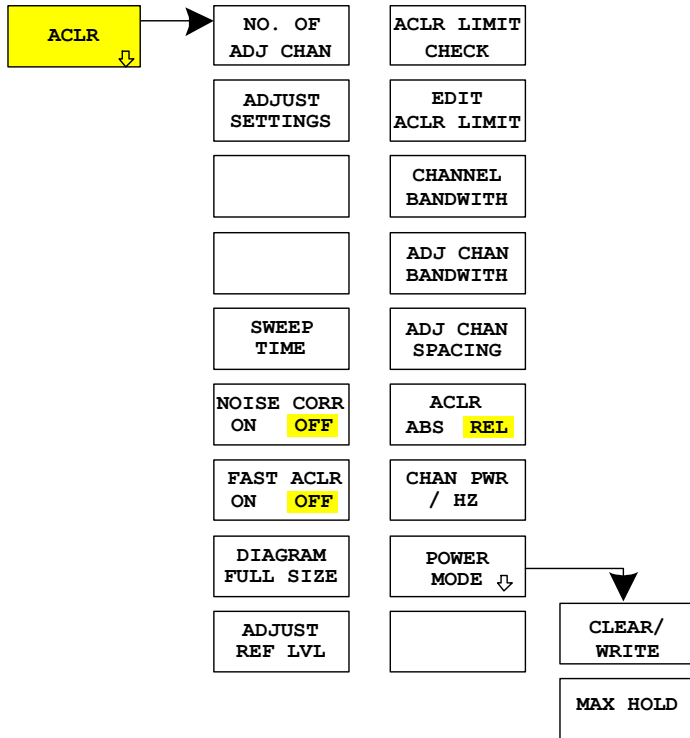 ACLR
NO. OF
ADJ CHAN
ADJUST
SETTINGS
SWEEP
TIME
NOISE CORR
ON OFF
FAST ACLR
ON OFF
DIAGRAM
FULL SIZE
ADJUST
REF LVL
ACLR LIMIT
CHECK
EDIT
ACLR LIMIT
CHANNEL
BANDWITH
ADJ CHAN
BANDWITH
ADJ CHAN
SPACING
ACLR
ABS REL
CHAN PWR
/ HZ
POWER
MODE
CLEAR/
WRITE
MAX HOLD